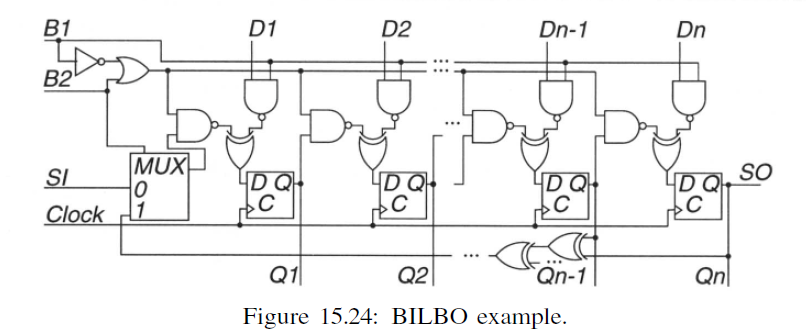 B1 D1 D2 Dn-1 Dn
...
B2
...
MUX
SI 0 D Q D Q D Q D Q SO
1 C C C C
Clock
... ...
Q1 Q2 Qn-1 Qn
Figure 15.24: BILBO example.